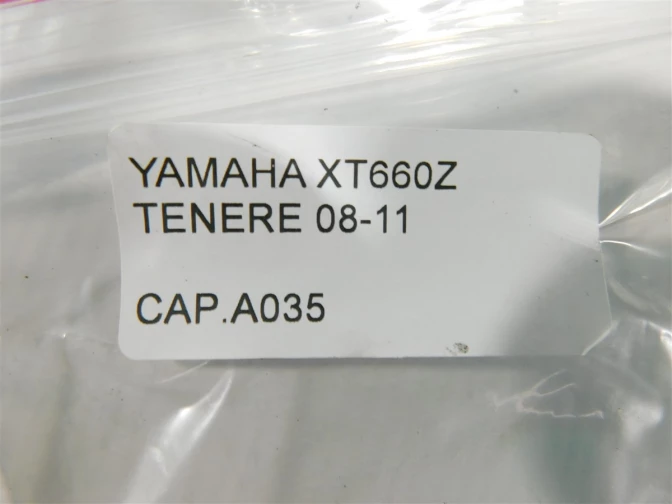 YAMAHA XT660Z
TENERE 08-11
CAP.A035